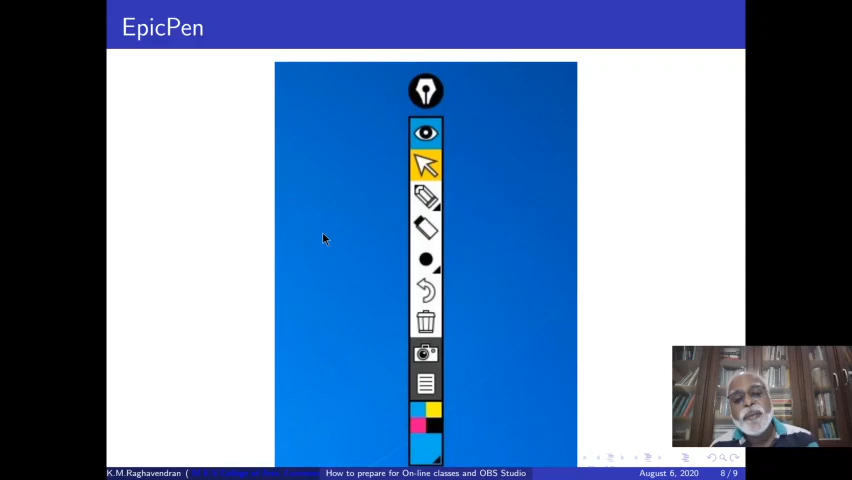 EpicPen
K.M.Raghavendran (
How to prepare for On-line classes and OBS Studio
August 6, 2020
8 / 9